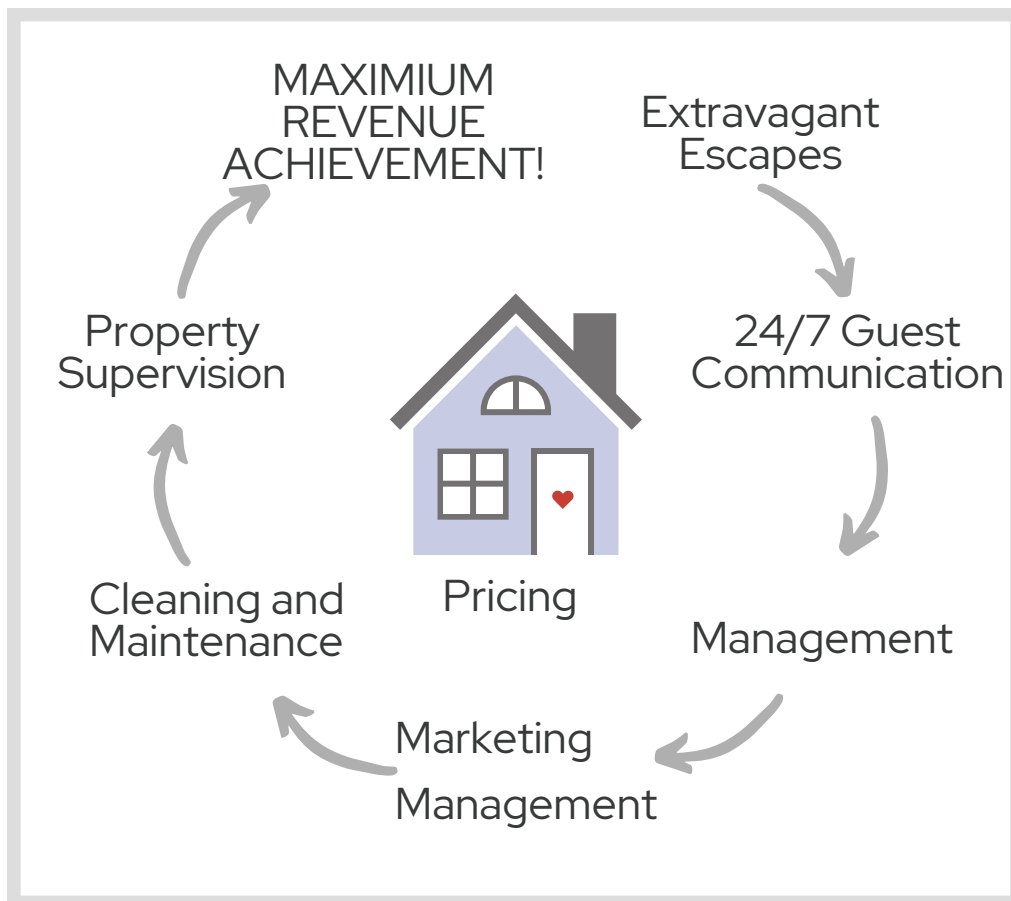 MAXIMIUM
REVENUE
ACHIEVEMENT!
Extravagant
Escapes
24/7 Guest
Communication
Management
Pricing
Marketing
Management
Cleaning and
Maintenance
Property
Supervision